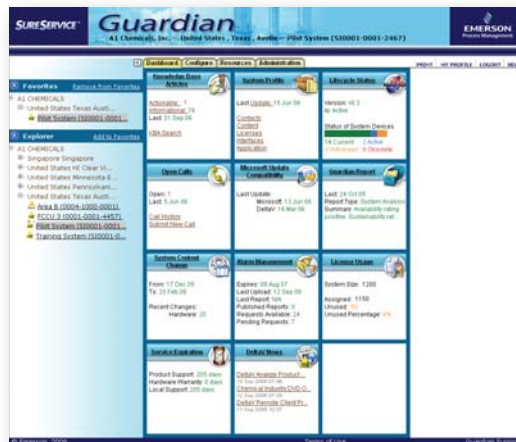 SURESERVICE
Guardian
A1 Chemicals, Inc. - United States, Texas, Austin - Pilot System (SI0001-0001-2467)
EMERSON
Process Management
Dashboard Configure Resources Administration
PRINT MY PROFILE LOGOUT
Favorites Remove from Favorites
A1 CHEMICALS
United States Texas Austi...
Pilot System (SI0001-0001...
Explorer Add to Favorites
A1 CHEMICALS
Singapore Singapore
United States HI Clear Vi...
United States Minnesota E...
United States Pennsylvani...
United States Texas Austi...
Area 8 (0004-1000-0001)
FCCU 3 (0001-0001-4457)
Pilot System (SI0001-0001...
Training System (SI0001-0...
Knowledge Base Articles
Actionable: 1
Informational: 76
Last: 21 Sep 06
KBA Search
System Profile
Last Update: 15 Jun 06
Contacts
Content
Licenses
Interfaces
Application
Lifecycle Status
Version: v8.3
Is: Active
Status of System Devices
14 Current 2 Active
0 Obsolete
Open Calls
Open: 1
Last: 5 Jun 06
Call History
Submit New Call
Microsoft Update Compatibility
Last Update:
Microsoft: 13 Jun 06
DeltaV: 16 Mar 06
Guardian Report
Last: 24 Oct 05
Report Type: System Analysis
Summary: Availability rating positive. Sustainability rat...
System Content Change
From: 17 Dec 05
To: 20 Feb 06
Recent Changes:
Hardware: 20
Alarm Management
Expires: 08 Aug 07
Last Upload: 12 Sep 06
Last Report: N/A
Published Reports: 0
Requests Available: 24
Pending Requests: 7
License Usage
System Size: 1200
Assigned: 1150
Unused:
Unused Percentage:
Service Expiration
Product Support: 205 days
Hardware Warranty: 0 days
Local Support: 205 days
DeltaV News
DeltaV Analyze Product ...
Chemical Industry DVD O...
DeltaV Remote Client Pr...
© Emerson, 2006
Terms of Use